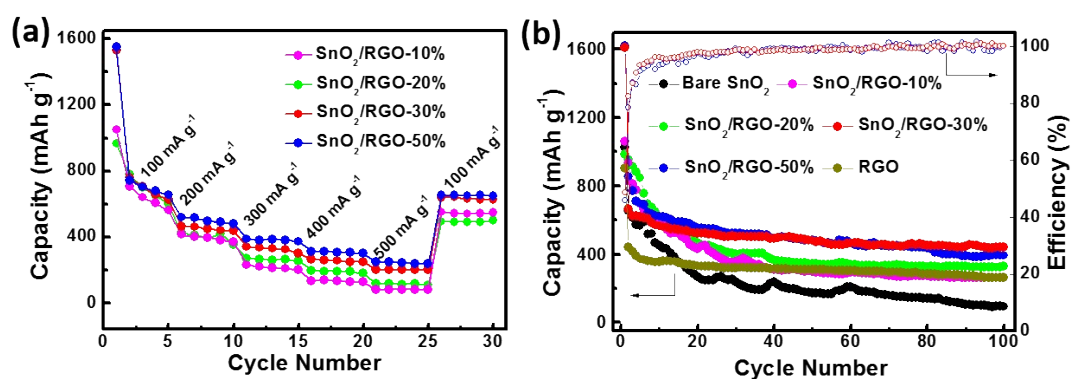 (a)
1600
1200
800
400
0
Capacity (mAh g⁻¹)
SnO₂/RGO-10%
SnO₂/RGO-20%
SnO₂/RGO-30%
SnO₂/RGO-50%
100 mA g⁻¹
200 mA g⁻¹
300 mA g⁻¹
400 mA g⁻¹
500 mA g⁻¹
100 mA g⁻¹
0 5 10 15 20 25 30
Cycle Number
(b)
1600
1200
800
400
0
Capacity (mAh g⁻¹)
Bare SnO₂ SnO₂/RGO-10%
SnO₂/RGO-20% SnO₂/RGO-30%
SnO₂/RGO-50% RGO
100
80
60
40
20
0
Efficiency (%)
0 20 40 60 80 100
Cycle Number